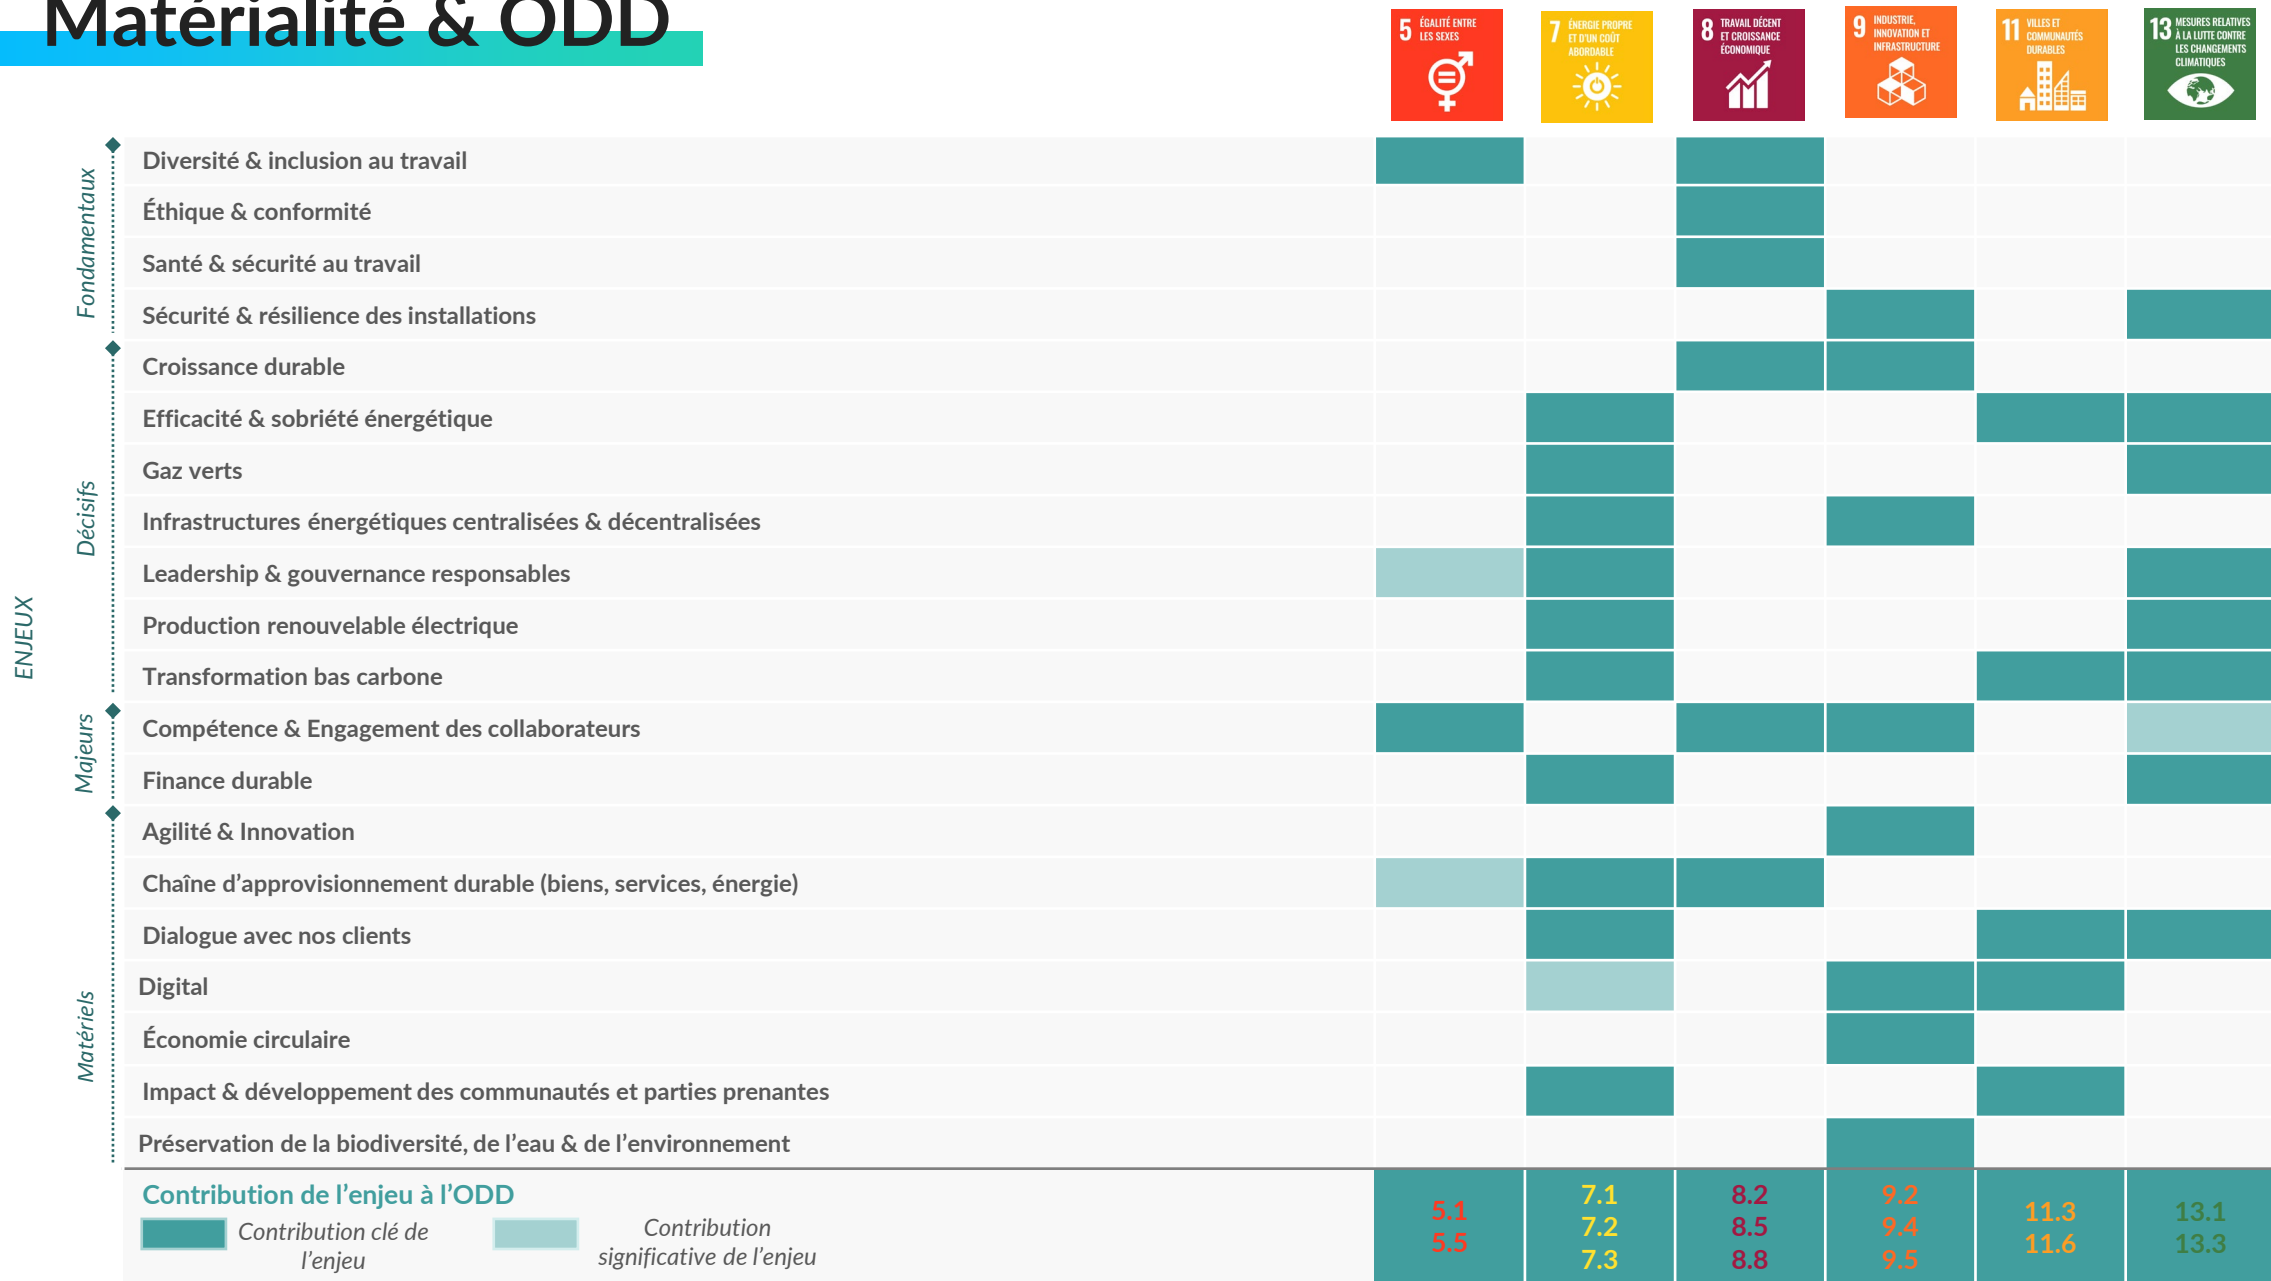 Matérialité & ODD
5 ÉGALITÉ ENTRE
LES SEXES
7 ÉNERGIE PROPRE
ET D'UN COÛT
ABORDABLE
8 TRAVAIL DÉCENT
ET CROISSANCE
ÉCONOMIQUE
9 INDUSTRIE,
INNOVATION ET
INFRASTRUCTURE
11 VILLES ET
COMMUNAUTÉS
DURABLES
13 MESURES RELATIVES
À LA LUTTE CONTRE
LES CHANGEMENTS
CLIMATIQUES
ENJEUX
Fondamentaux
Diversité & inclusion au travail
Éthique & conformité
Santé & sécurité au travail
Sécurité & résilience des installations
Décisifs
Croissance durable
Efficacité & sobriété énergétique
Gaz verts
Infrastructures énergétiques centralisées & décentralisées
Leadership & gouvernance responsables
Production renouvelable électrique
Transformation bas carbone
Majeurs
Compétence & Engagement des collaborateurs
Finance durable
Matériels
Agilité & Innovation
Chaîne d’approvisionnement durable (biens, services, énergie)
Dialogue avec nos clients
Digital
Économie circulaire
Impact & développement des communautés et parties prenantes
Préservation de la biodiversité, de l’eau & de l’environnement
Contribution de l’enjeu à l’ODD
Contribution clé de
l’enjeu
Contribution
significative de l’enjeu
5.1
5.5
7.1
7.2
7.3
8.2
8.5
8.8
9.2
9.4
9.5
11.3
11.6
13.1
13.3